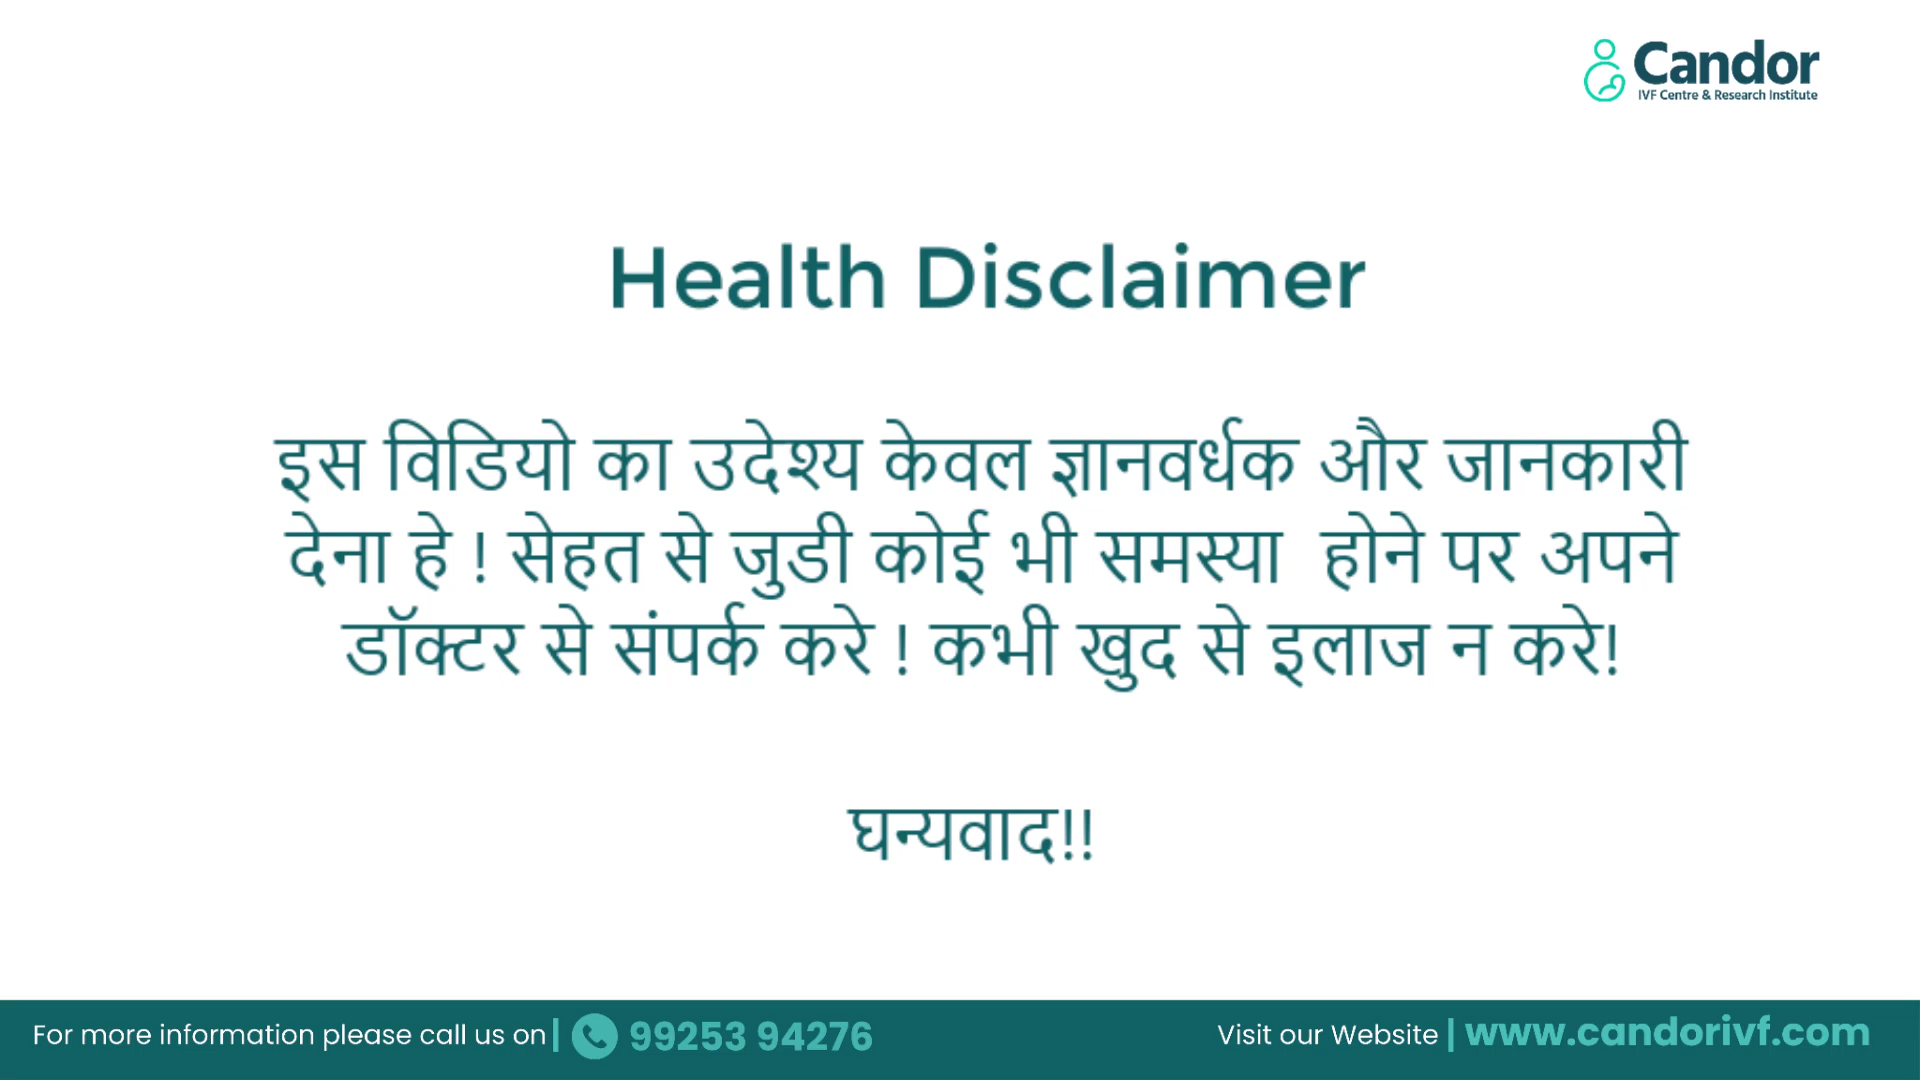 Candor
IVF Centre & Research Institute
Health Disclaimer
इस विडियो का उदेश्य केवल ज्ञानवर्धक और जानकारी
देना हे ! सेहत से जुडी कोई भी समस्या होने पर अपने
डॉक्टर से संपर्क करे ! कभी खुद से इलाज न करे!
घन्यवाद!!
For more information please call us on | 99253 94276
Visit our Website | www.candorivf.com